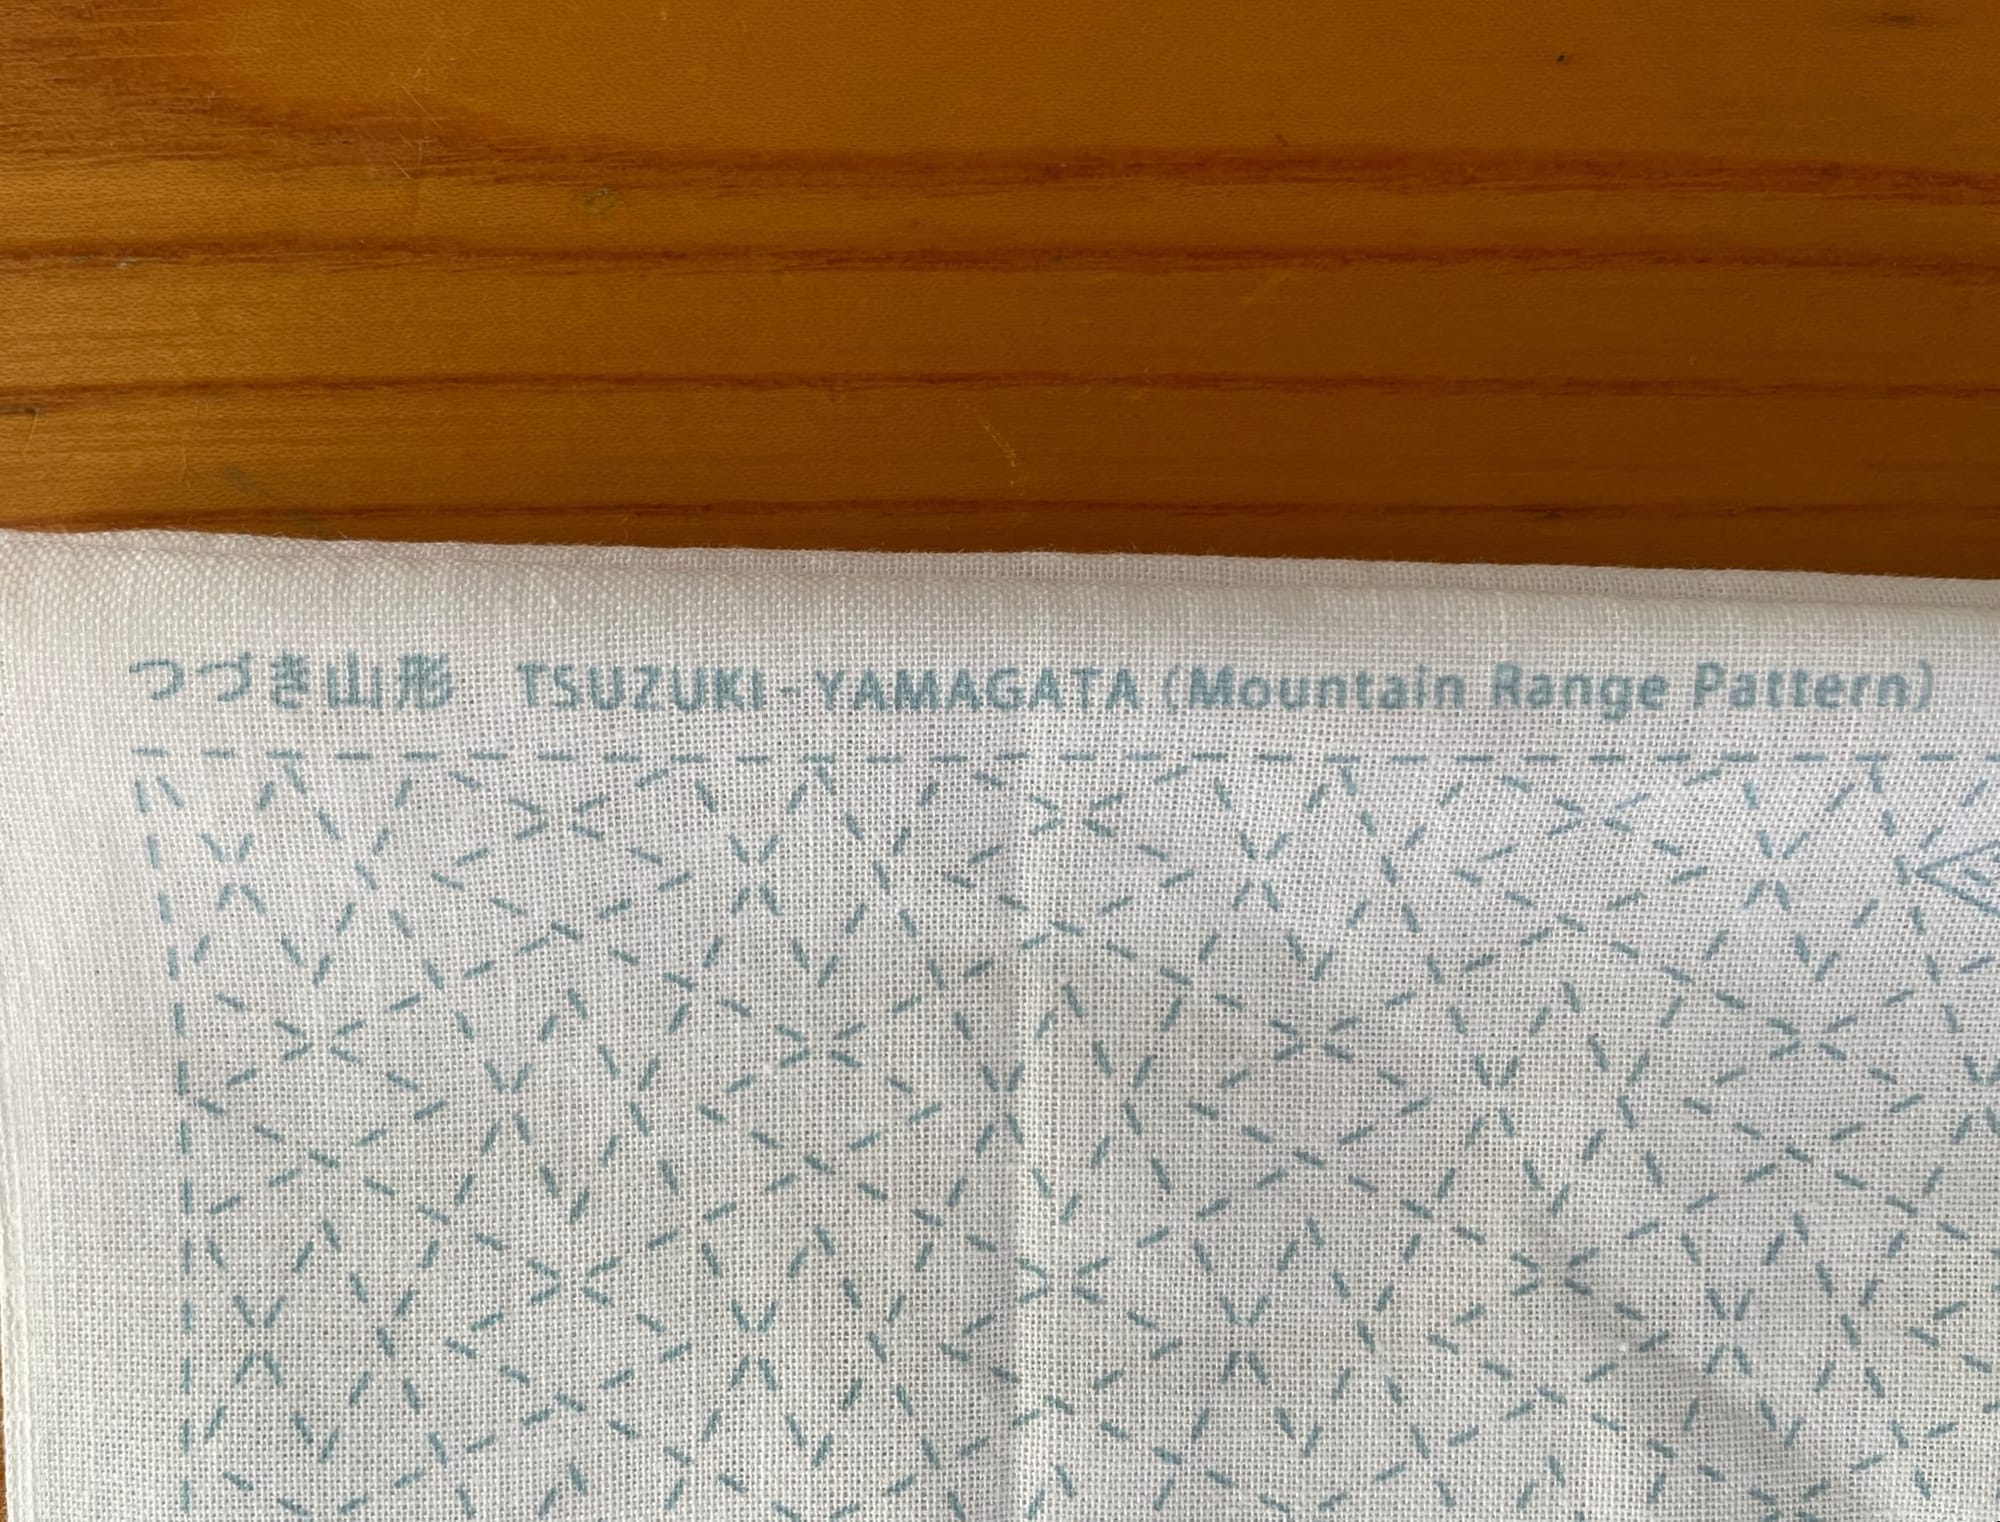 つづき山形 TSUZUKI-YAMAGATA (Mountain Range Pattern)